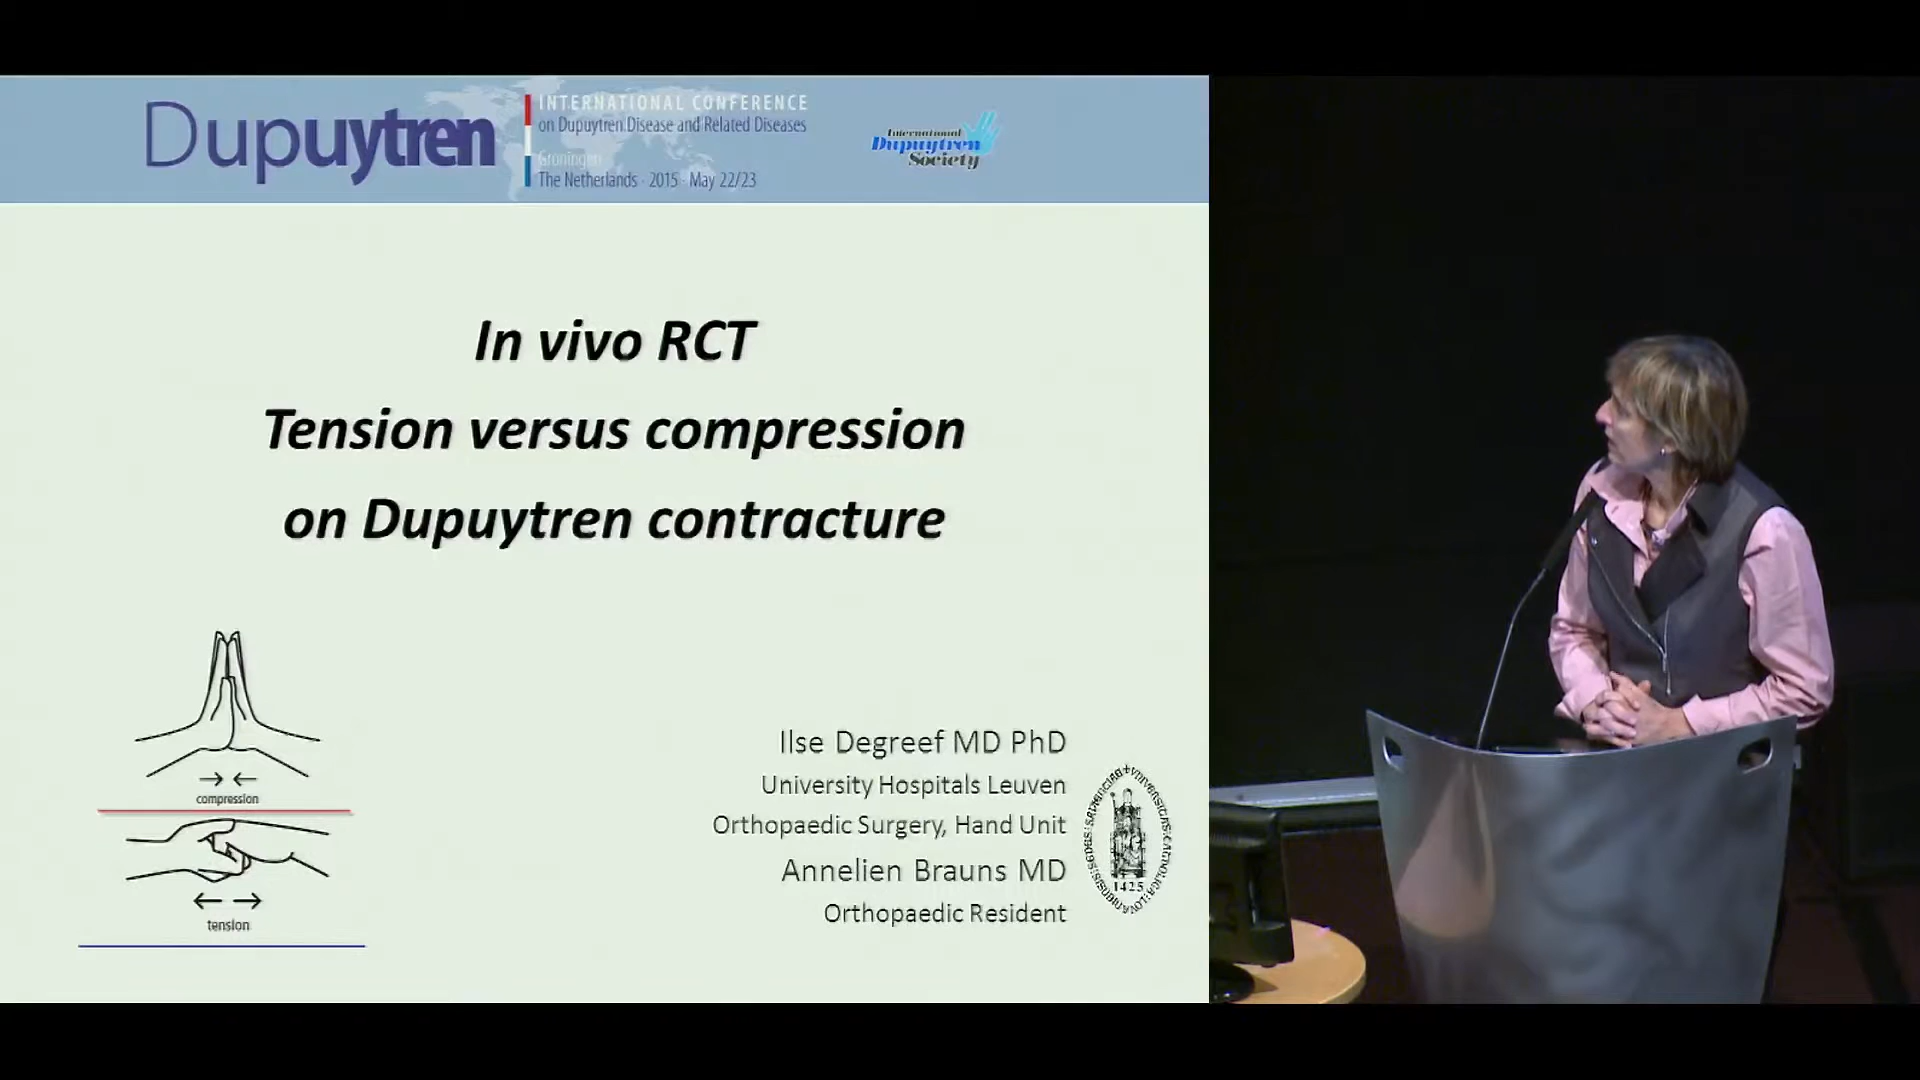 Dupuytren
INTERNATIONAL CONFERENCE
on Dupuytren Disease and Related Diseases
Groningen
The Netherlands · 2015 · May 22/23
International
Dupuytren
Society
In vivo RCT
Tension versus compression
on Dupuytren contracture
compression
tension
Ilse Degreef MD PhD
University Hospitals Leuven
Orthopaedic Surgery, Hand Unit
Annelien Brauns MD
Orthopaedic Resident
1425